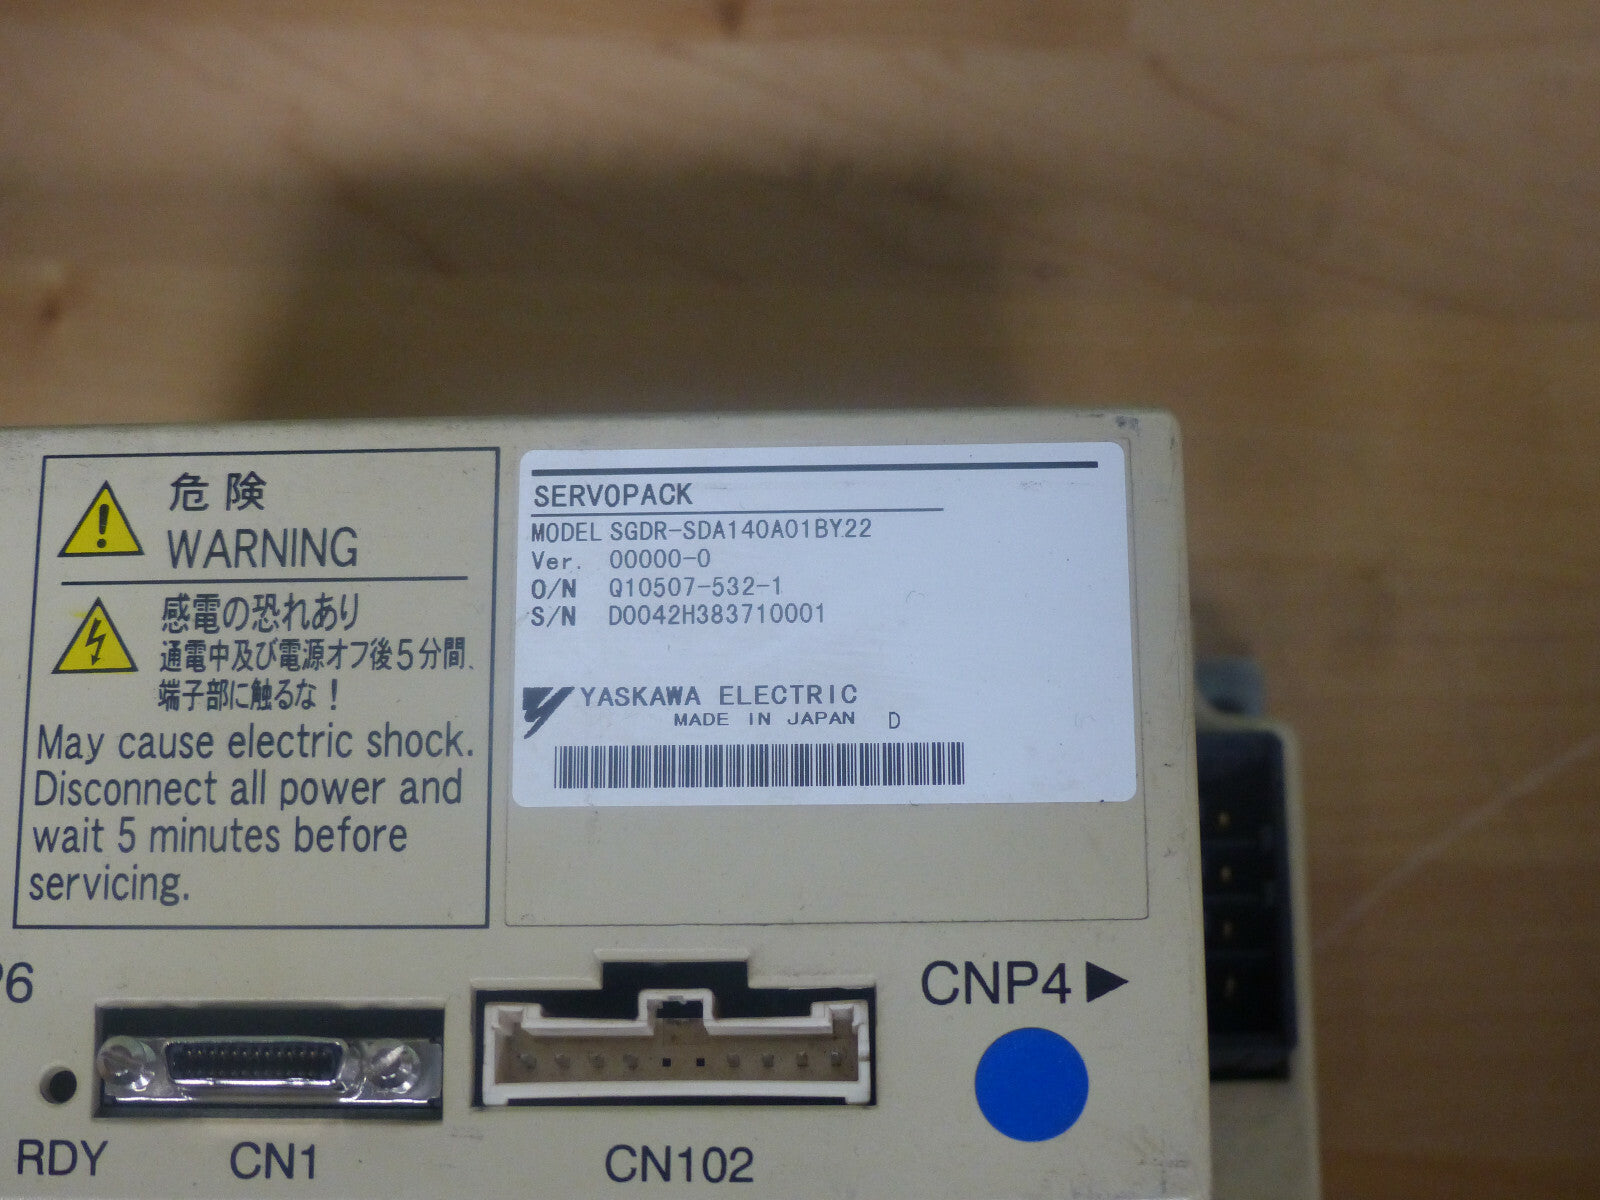 危険
WARNING
感電の恐れあり
通電中及び電源オフ後5分間、
端子部に触るな！
May cause electric shock.
Disconnect all power and
wait 5 minutes before
servicing.
SERVOPACK
MODEL SGDR-SDA140A01BY22
Ver. 00000-0
O/N Q10507-532-1
S/N D0042H383710001
YASKAWA ELECTRIC
MADE IN JAPAN D
CNP4
RDY
CN1
CN102